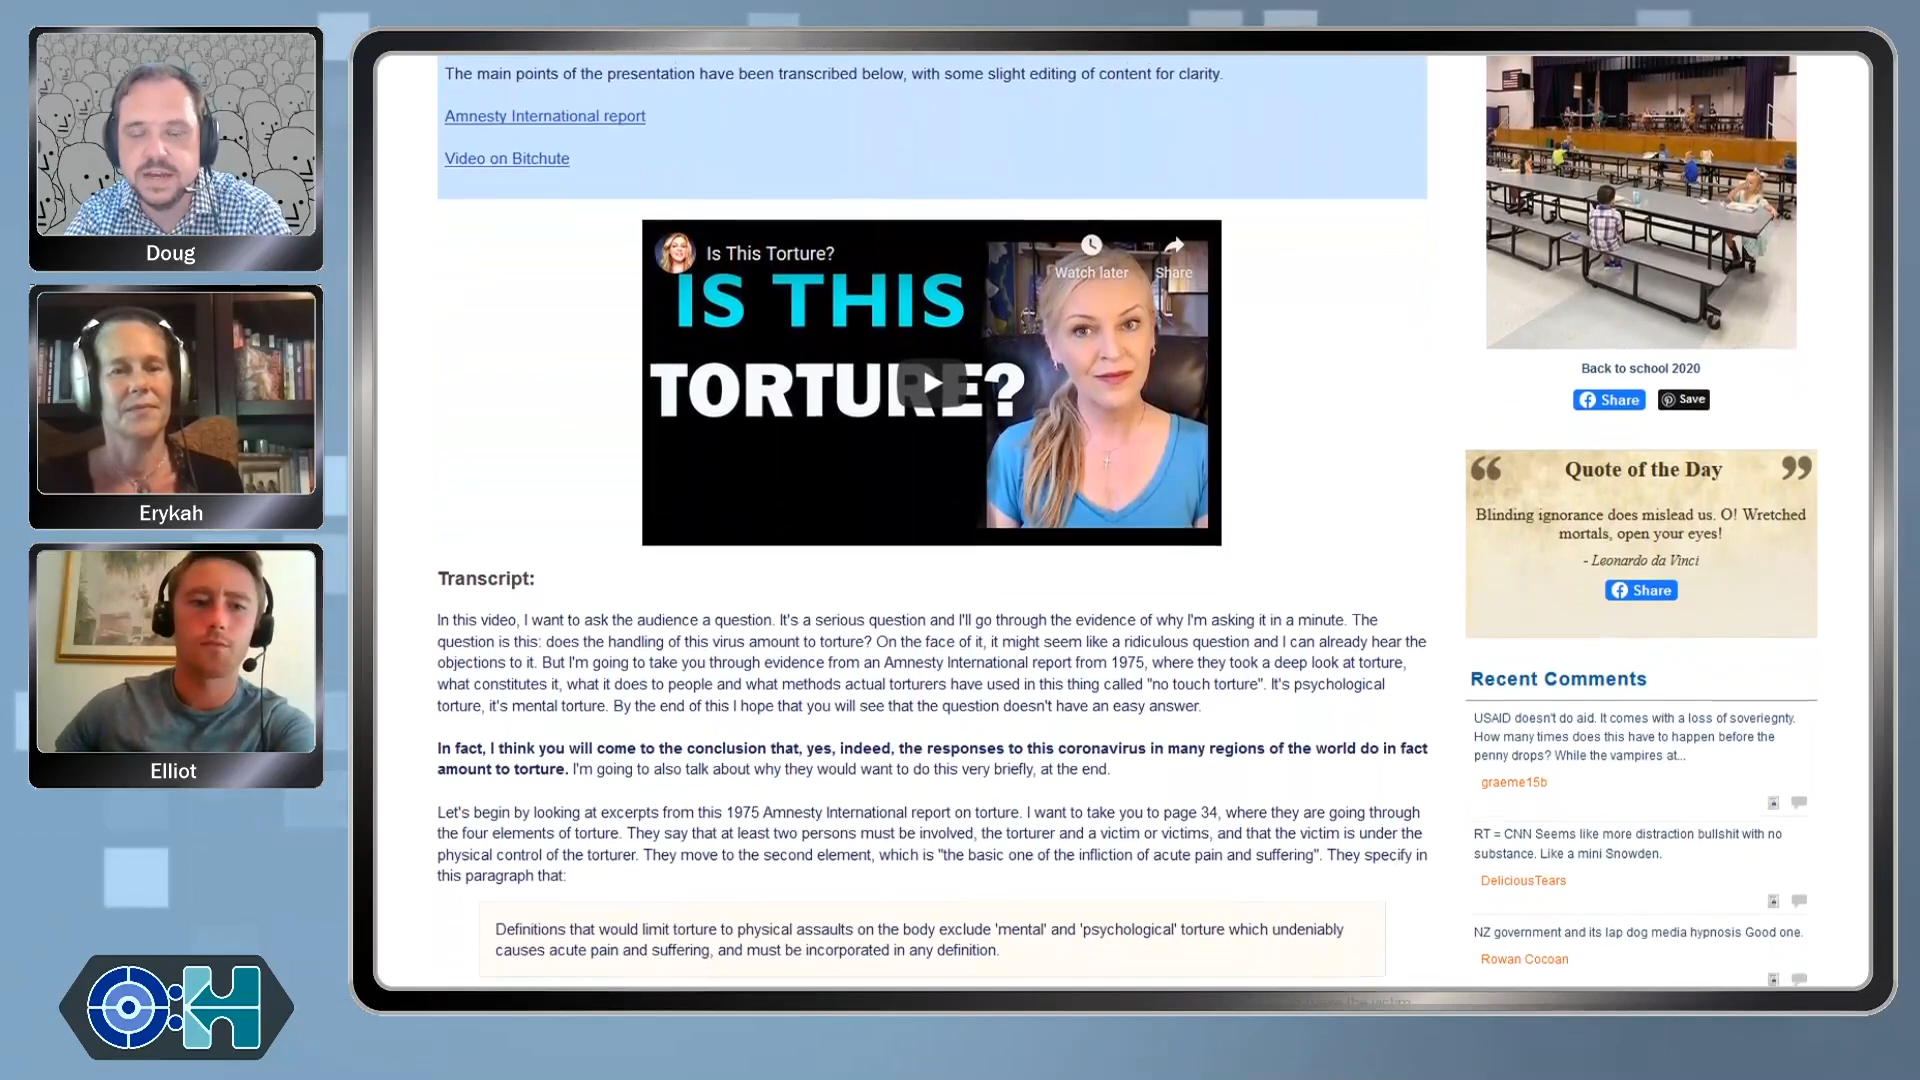 Doug
Erykah
Elliot
The main points of the presentation have been transcribed below, with some slight editing of content for clarity.
Amnesty International report
Video on Bitchute
Is This Torture?
Watch later
Share
IS THIS
TORTURE?
Transcript:
In this video, I want to ask the audience a question. It's a serious question and I'll go through the evidence of why I'm asking it in a minute. The
question is this: does the handling of this virus amount to torture? On the face of it, it might seem like a ridiculous question and I can already hear the
objections to it. But I'm going to take you through evidence from an Amnesty International report from 1975, where they took a deep look at torture,
what constitutes it, what it does to people and what methods actual torturers have used in this thing called "no touch torture". It's psychological
torture, it's mental torture. By the end of this I hope that you will see that the question doesn't have an easy answer.
In fact, I think you will come to the conclusion that, yes, indeed, the responses to this coronavirus in many regions of the world do in fact
amount to torture. I'm going to also talk about why they would want to do this very briefly, at the end.
Let's begin by looking at excerpts from this 1975 Amnesty International report on torture. I want to take you to page 34, where they are going through
the four elements of torture. They say that at least two persons must be involved, the torturer and a victim or victims, and that the victim is under the
physical control of the torturer. They move to the second element, which is "the basic one of the infliction of acute pain and suffering". They specify in
this paragraph that:
Definitions that would limit torture to physical assaults on the body exclude 'mental' and 'psychological' torture which undeniably
causes acute pain and suffering, and must be incorporated in any definition.
Back to school 2020
Share
Save
Quote of the Day
Blinding ignorance does mislead us. O! Wretched
mortals, open your eyes!
- Leonardo da Vinci
Share
Recent Comments
USAID doesn't do aid. It comes with a loss of soveriegnty.
How many times does this have to happen before the
penny drops? While the vampires at...
graeme15b
RT = CNN Seems like more distraction bullshit with no
substance. Like a mini Snowden.
DeliciousTears
NZ government and its lap dog media hypnosis Good one.
Rowan Cocoan